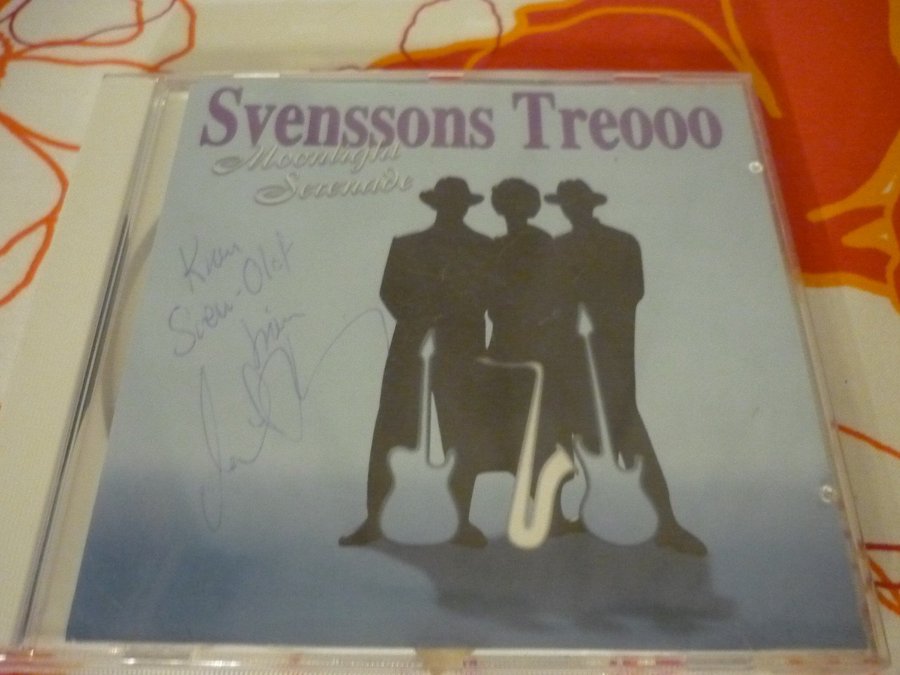 Svenssons Treooo
Moonlight
Serenade
Kram
Sven-Olof